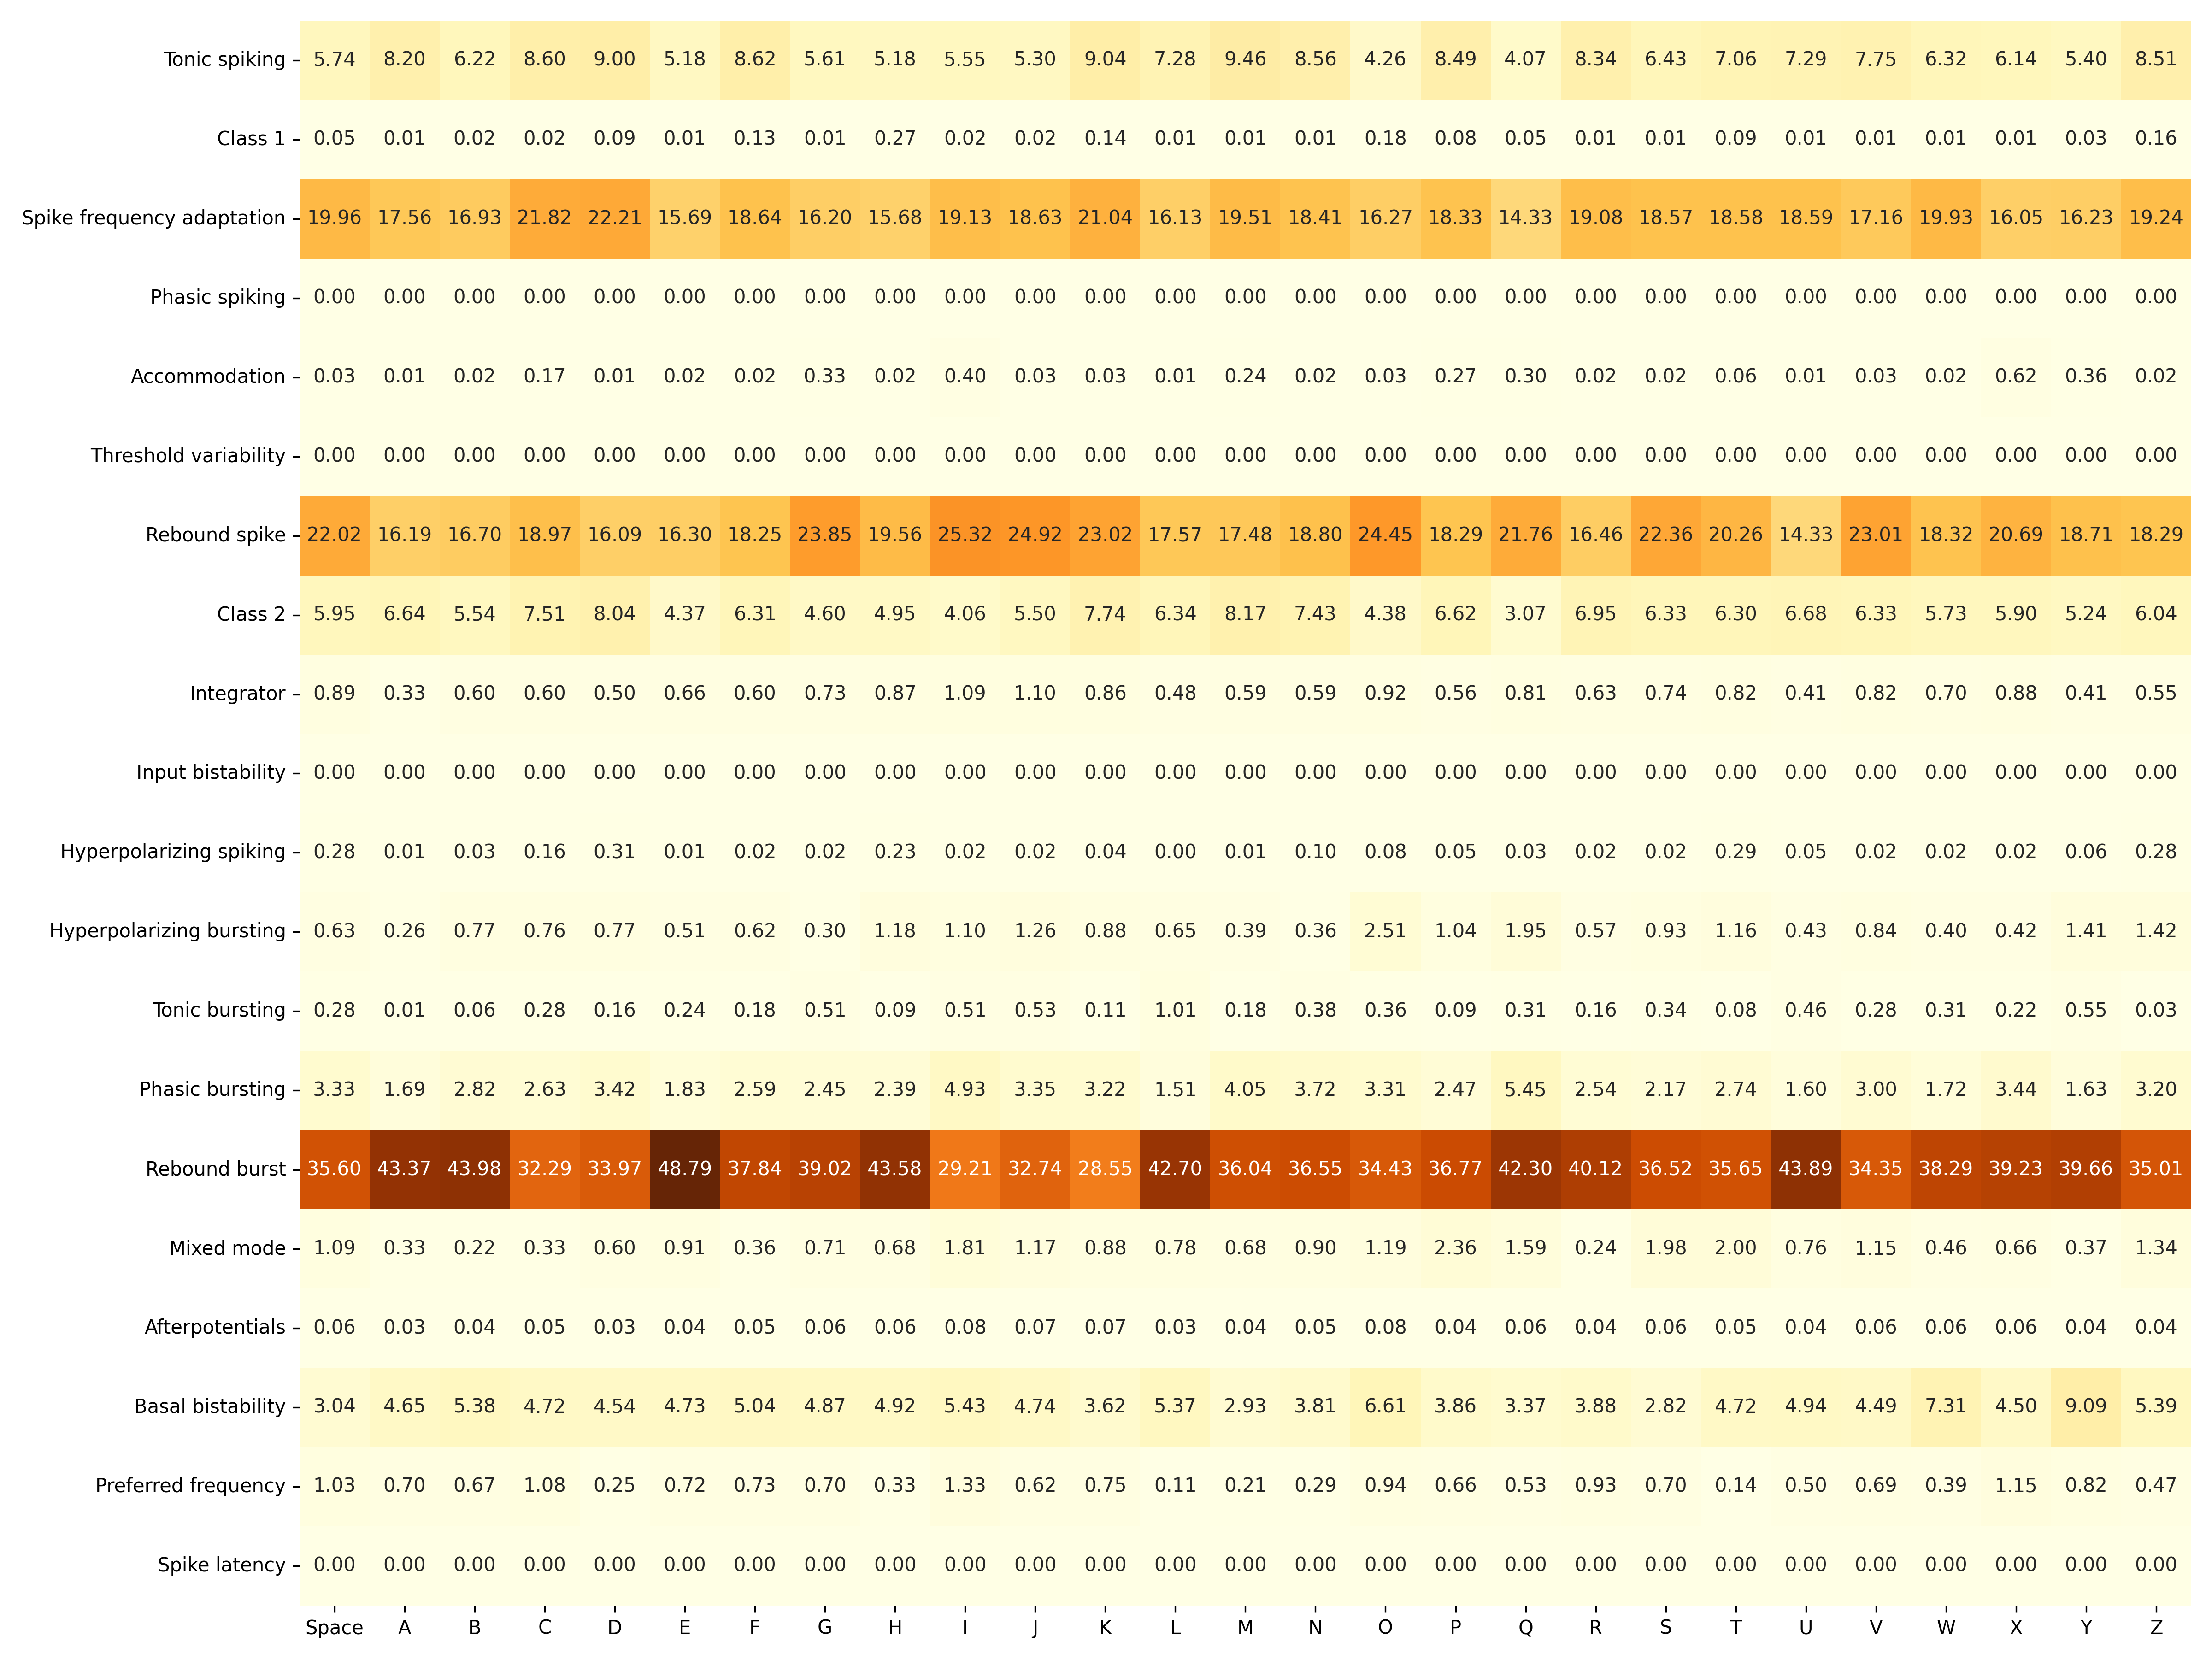 Tonic spiking 5.74 8.20 6.22 8.60 9.00 5.18 8.62 5.61 5.18 5.55 5.30 9.04 7.28 9.46 8.56 4.26 8.49 4.07 8.34 6.43 7.06 7.29 7.75 6.32 6.14 5.40 8.51
Class 1 0.05 0.01 0.02 0.02 0.09 0.01 0.13 0.01 0.27 0.02 0.02 0.14 0.01 0.01 0.01 0.18 0.08 0.05 0.01 0.01 0.09 0.01 0.01 0.01 0.01 0.03 0.16
Spike frequency adaptation 19.96 17.56 16.93 21.82 22.21 15.69 18.64 16.20 15.68 19.13 18.63 21.04 16.13 19.51 18.41 16.27 18.33 14.33 19.08 18.57 18.58 18.59 17.16 19.93 16.05 16.23 19.24
Phasic spiking 0.00 0.00 0.00 0.00 0.00 0.00 0.00 0.00 0.00 0.00 0.00 0.00 0.00 0.00 0.00 0.00 0.00 0.00 0.00 0.00 0.00 0.00 0.00 0.00 0.00 0.00 0.00
Accommodation 0.03 0.01 0.02 0.17 0.01 0.02 0.02 0.33 0.02 0.40 0.03 0.03 0.01 0.24 0.02 0.03 0.27 0.30 0.02 0.02 0.06 0.01 0.03 0.02 0.62 0.36 0.02
Threshold variability 0.00 0.00 0.00 0.00 0.00 0.00 0.00 0.00 0.00 0.00 0.00 0.00 0.00 0.00 0.00 0.00 0.00 0.00 0.00 0.00 0.00 0.00 0.00 0.00 0.00 0.00 0.00
Rebound spike 22.02 16.19 16.70 18.97 16.09 16.30 18.25 23.85 19.56 25.32 24.92 23.02 17.57 17.48 18.80 24.45 18.29 21.76 16.46 22.36 20.26 14.33 23.01 18.32 20.69 18.71 18.29
Class 2 5.95 6.64 5.54 7.51 8.04 4.37 6.31 4.60 4.95 4.06 5.50 7.74 6.34 8.17 7.43 4.38 6.62 3.07 6.95 6.33 6.30 6.68 6.33 5.73 5.90 5.24 6.04
Integrator 0.89 0.33 0.60 0.60 0.50 0.66 0.60 0.73 0.87 1.09 1.10 0.86 0.48 0.59 0.59 0.92 0.56 0.81 0.63 0.74 0.82 0.41 0.82 0.70 0.88 0.41 0.55
Input bistability 0.00 0.00 0.00 0.00 0.00 0.00 0.00 0.00 0.00 0.00 0.00 0.00 0.00 0.00 0.00 0.00 0.00 0.00 0.00 0.00 0.00 0.00 0.00 0.00 0.00 0.00 0.00
Hyperpolarizing spiking 0.28 0.01 0.03 0.16 0.31 0.01 0.02 0.02 0.23 0.02 0.02 0.04 0.00 0.01 0.10 0.08 0.05 0.03 0.02 0.02 0.29 0.05 0.02 0.02 0.02 0.06 0.28
Hyperpolarizing bursting 0.63 0.26 0.77 0.76 0.77 0.51 0.62 0.30 1.18 1.10 1.26 0.88 0.65 0.39 0.36 2.51 1.04 1.95 0.57 0.93 1.16 0.43 0.84 0.40 0.42 1.41 1.42
Tonic bursting 0.28 0.01 0.06 0.28 0.16 0.24 0.18 0.51 0.09 0.51 0.53 0.11 1.01 0.18 0.38 0.36 0.09 0.31 0.16 0.34 0.08 0.46 0.28 0.31 0.22 0.55 0.03
Phasic bursting 3.33 1.69 2.82 2.63 3.42 1.83 2.59 2.45 2.39 4.93 3.35 3.22 1.51 4.05 3.72 3.31 2.47 5.45 2.54 2.17 2.74 1.60 3.00 1.72 3.44 1.63 3.20
Rebound burst 35.60 43.37 43.98 32.29 33.97 48.79 37.84 39.02 43.58 29.21 32.74 28.55 42.70 36.04 36.55 34.43 36.77 42.30 40.12 36.52 35.65 43.89 34.35 38.29 39.23 39.66 35.01
Mixed mode 1.09 0.33 0.22 0.33 0.60 0.91 0.36 0.71 0.68 1.81 1.17 0.88 0.78 0.68 0.90 1.19 2.36 1.59 0.24 1.98 2.00 0.76 1.15 0.46 0.66 0.37 1.34
Afterpotentials 0.06 0.03 0.04 0.05 0.03 0.04 0.05 0.06 0.06 0.08 0.07 0.07 0.03 0.04 0.05 0.08 0.04 0.06 0.04 0.06 0.05 0.04 0.06 0.06 0.06 0.04 0.04
Basal bistability 3.04 4.65 5.38 4.72 4.54 4.73 5.04 4.87 4.92 5.43 4.74 3.62 5.37 2.93 3.81 6.61 3.86 3.37 3.88 2.82 4.72 4.94 4.49 7.31 4.50 9.09 5.39
Preferred frequency 1.03 0.70 0.67 1.08 0.25 0.72 0.73 0.70 0.33 1.33 0.62 0.75 0.11 0.21 0.29 0.94 0.66 0.53 0.93 0.70 0.14 0.50 0.69 0.39 1.15 0.82 0.47
Spike latency 0.00 0.00 0.00 0.00 0.00 0.00 0.00 0.00 0.00 0.00 0.00 0.00 0.00 0.00 0.00 0.00 0.00 0.00 0.00 0.00 0.00 0.00 0.00 0.00 0.00 0.00 0.00
Space A B C D E F G H I J K L M N O P Q R S T U V W X Y Z